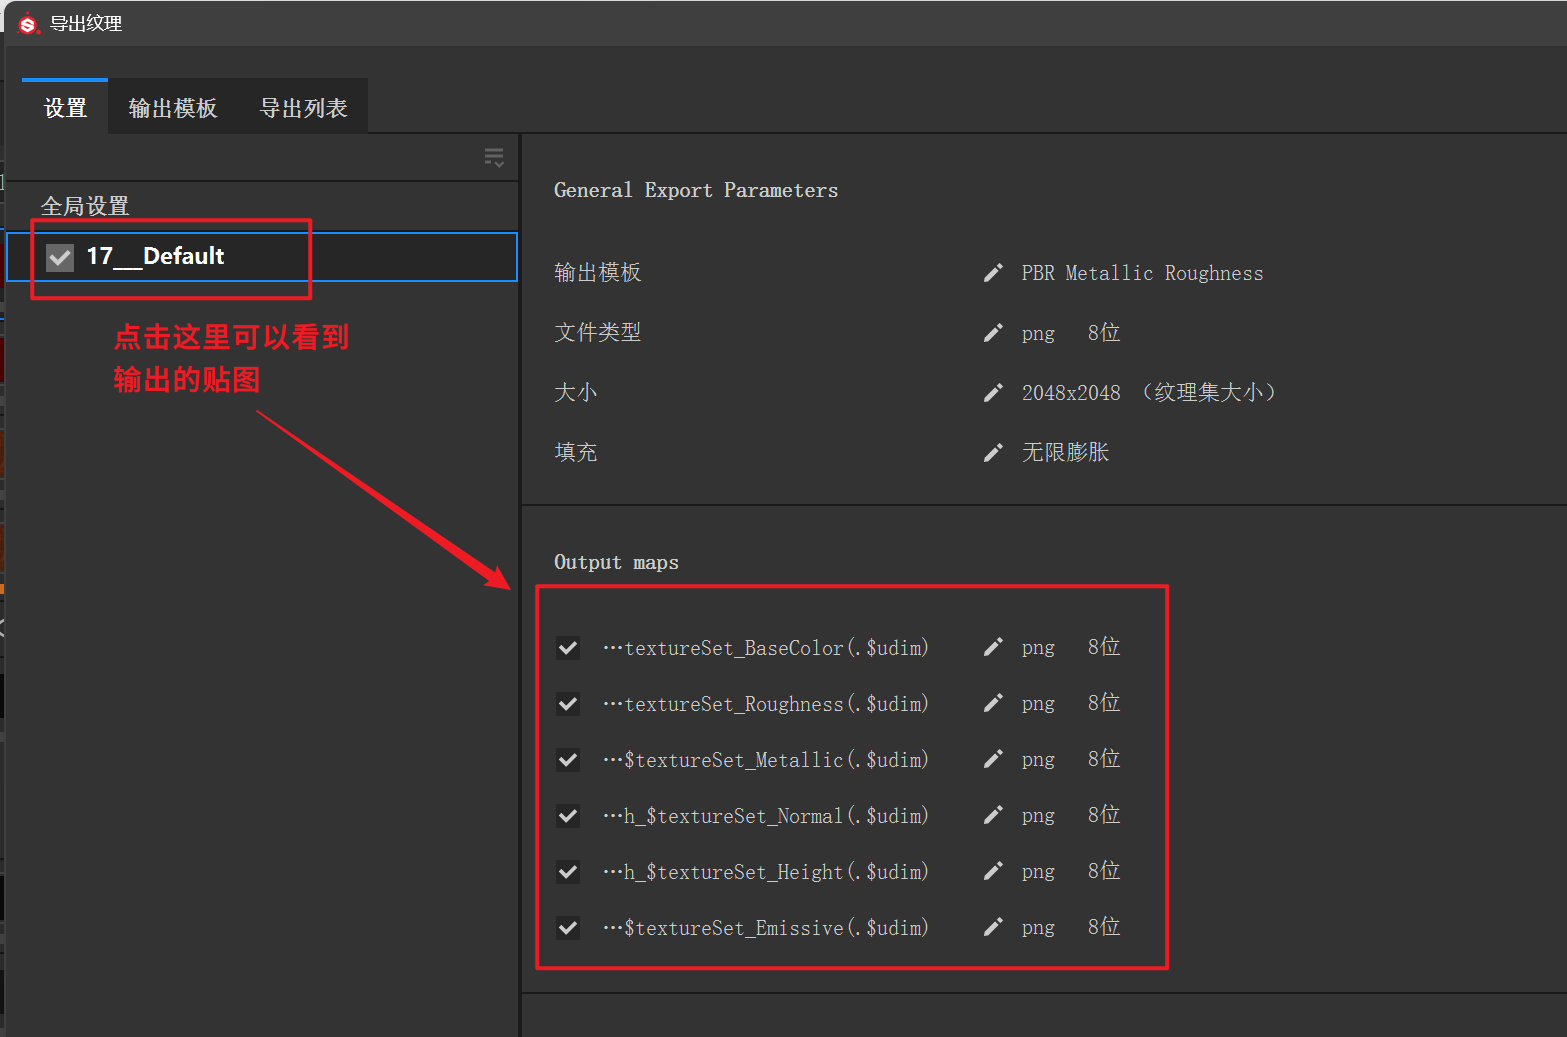 导出纹理
设置 输出模板 导出列表
全局设置
17__Default
点击这里可以看到
输出的贴图
General Export Parameters
输出模板 PBR Metallic Roughness
文件类型 png 8位
大小 2048x2048 （纹理集大小）
填充 无限膨胀
Output maps
…textureSet_BaseColor(.$udim) png 8位
…textureSet_Roughness(.$udim) png 8位
…$textureSet_Metallic(.$udim) png 8位
…h_$textureSet_Normal(.$udim) png 8位
…h_$textureSet_Height(.$udim) png 8位
…$textureSet_Emissive(.$udim) png 8位